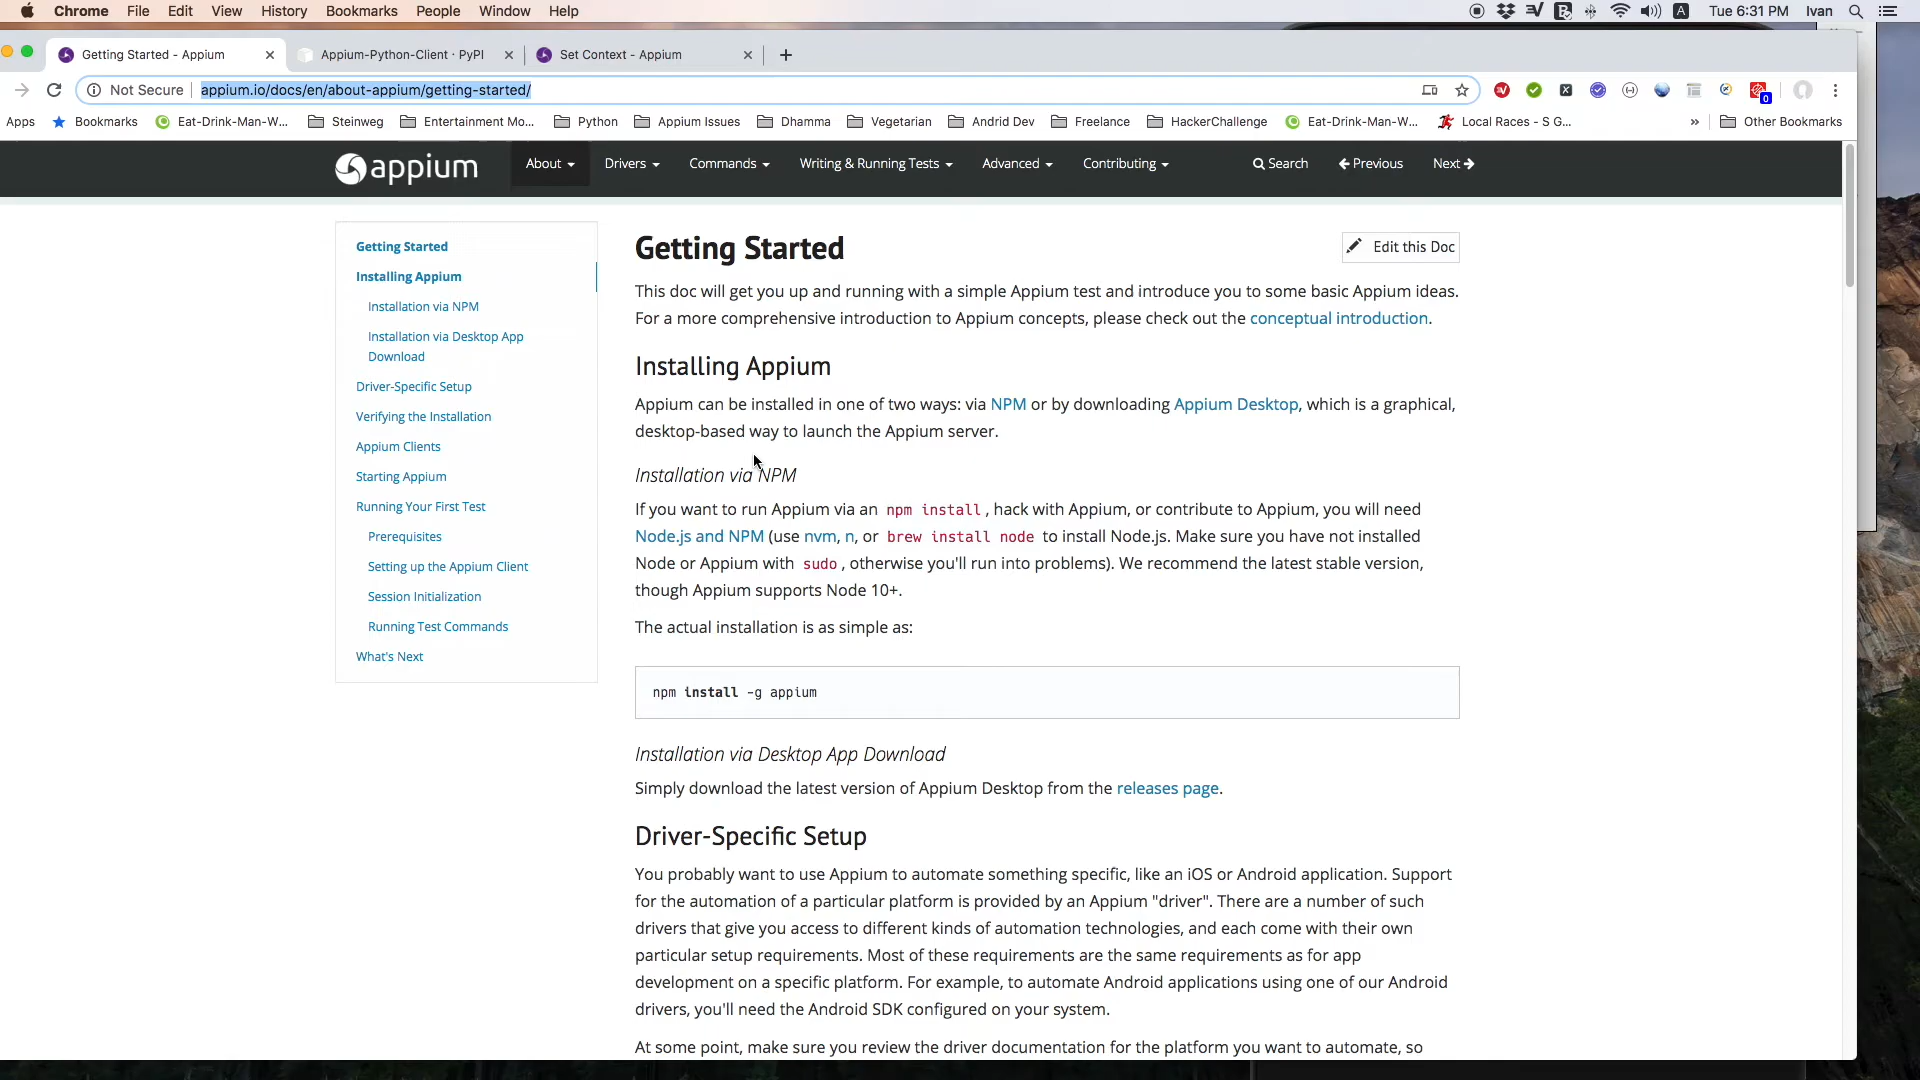 Chrome File Edit View History Bookmarks People Window Help
A Tue 6:31 PM Ivan
Getting Started - Appium
Appium-Python-Client · PyPI
Set Context - Appium
Not Secure appium.io/docs/en/about-appium/getting-started/
0
Apps Bookmarks Eat-Drink-Man-W... Steinweg Entertainment Mo... Python Appium Issues Dhamma Vegetarian Andrid Dev Freelance HackerChallenge Eat-Drink-Man-W... Local Races - S G... » Other Bookmarks
appium About Drivers Commands Writing & Running Tests Advanced Contributing Search Previous Next
Getting Started
Installing Appium
Installation via NPM
Installation via Desktop App
Download
Driver-Specific Setup
Verifying the Installation
Appium Clients
Starting Appium
Running Your First Test
Prerequisites
Setting up the Appium Client
Session Initialization
Running Test Commands
What's Next
Getting Started
Edit this Doc
This doc will get you up and running with a simple Appium test and introduce you to some basic Appium ideas.
For a more comprehensive introduction to Appium concepts, please check out the conceptual introduction.
Installing Appium
Appium can be installed in one of two ways: via NPM or by downloading Appium Desktop, which is a graphical,
desktop-based way to launch the Appium server.
Installation via NPM
If you want to run Appium via an npm install, hack with Appium, or contribute to Appium, you will need
Node.js and NPM (use nvm, n, or brew install node to install Node.js. Make sure you have not installed
Node or Appium with sudo, otherwise you'll run into problems). We recommend the latest stable version,
though Appium supports Node 10+.
The actual installation is as simple as:
npm install -g appium
Installation via Desktop App Download
Simply download the latest version of Appium Desktop from the releases page.
Driver-Specific Setup
You probably want to use Appium to automate something specific, like an iOS or Android application. Support
for the automation of a particular platform is provided by an Appium "driver". There are a number of such
drivers that give you access to different kinds of automation technologies, and each come with their own
particular setup requirements. Most of these requirements are the same requirements as for app
development on a specific platform. For example, to automate Android applications using one of our Android
drivers, you'll need the Android SDK configured on your system.
At some point, make sure you review the driver documentation for the platform you want to automate, so